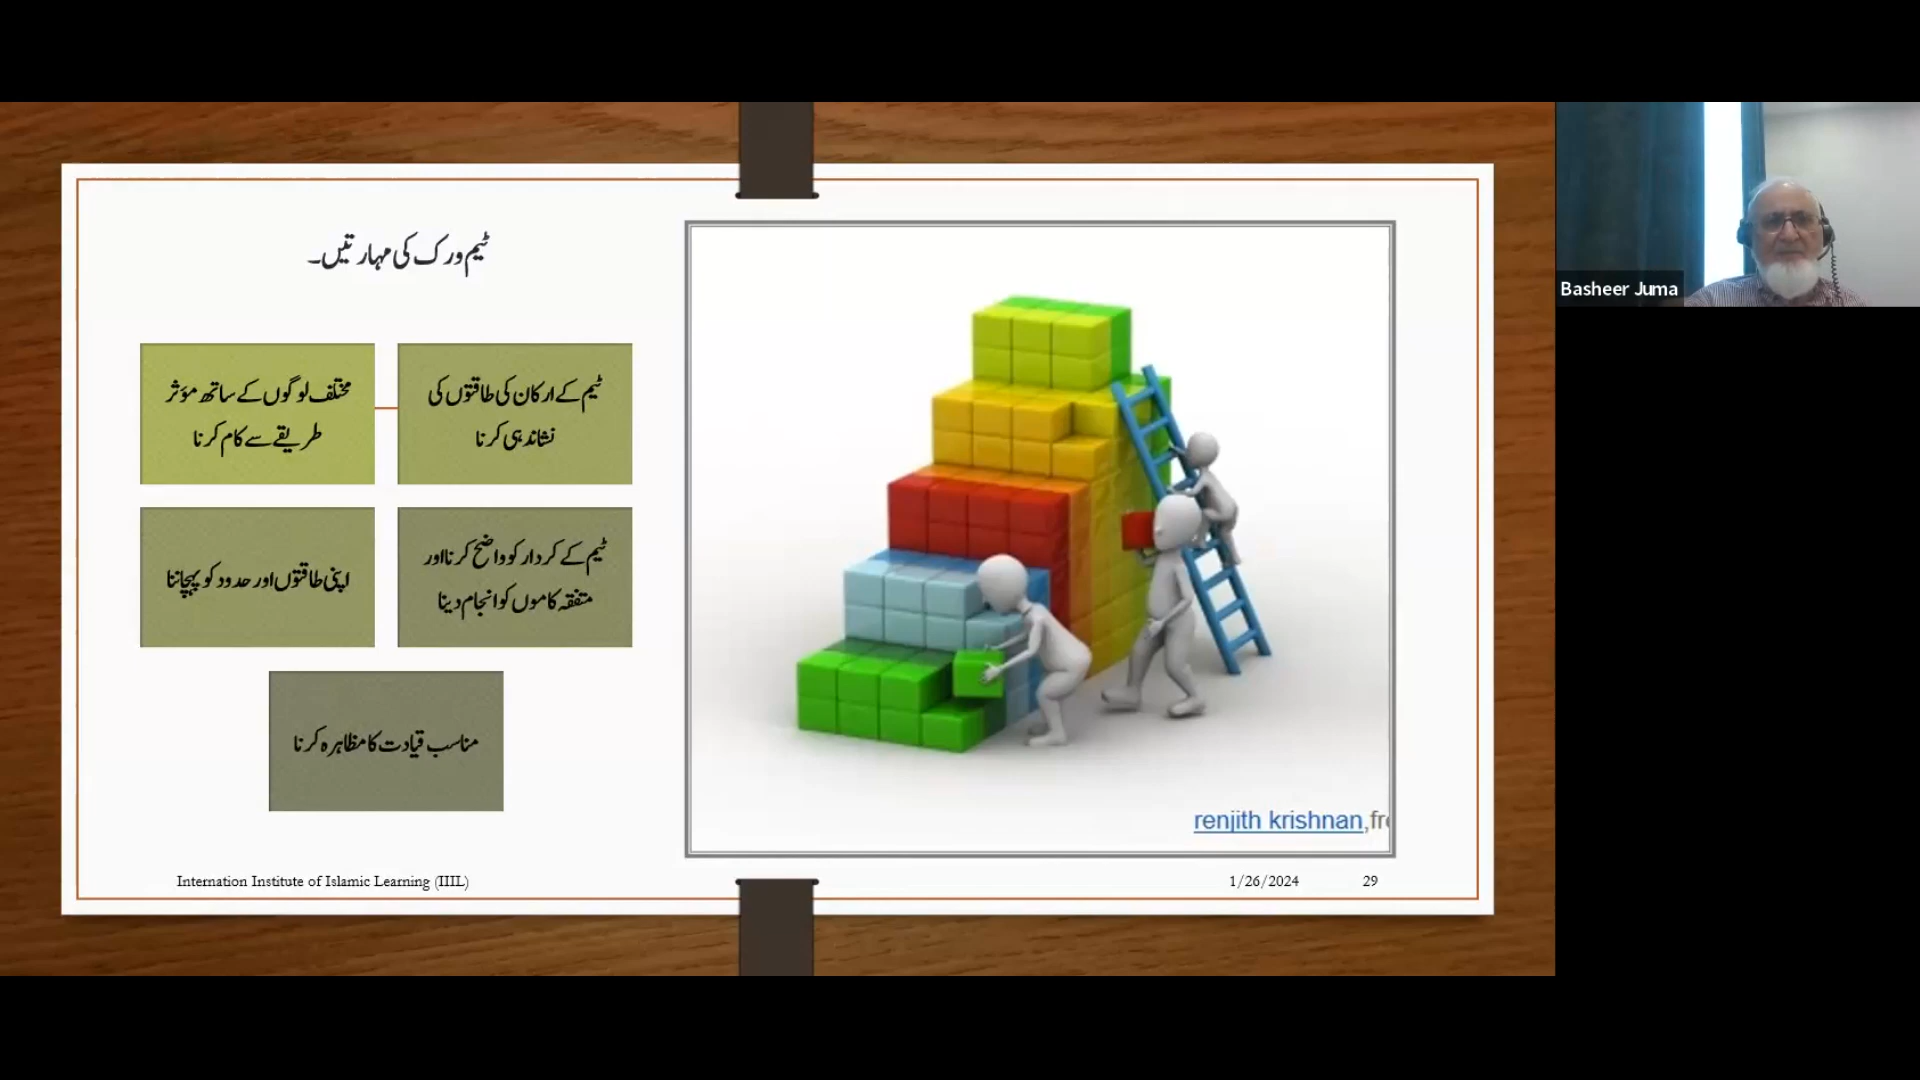 ٹیم ورک کی مہارتیں۔
ٹیم کے ارکان کی طاقتوں کی
نشاندہی کرنا
مختلف لوگوں کے ساتھ مؤثر
طریقے سے کام کرنا
ٹیم کے کردار کو واضح کرنا اور
متفقہ کاموں کو انجام دینا
اپنی طاقتوں اور حدود کو پہچاننا
مناسب قیادت کا مظاہرہ کرنا
renjith krishnan,fr
Internation Institute of Islamic Learning (IIIL)
1/26/2024
29
Basheer Juma